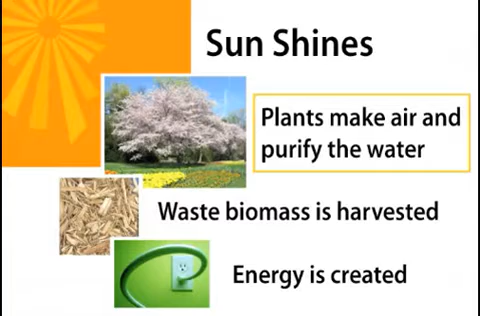 Sun Shines
Plants make air and
purify the water
Waste biomass is harvested
Energy is created